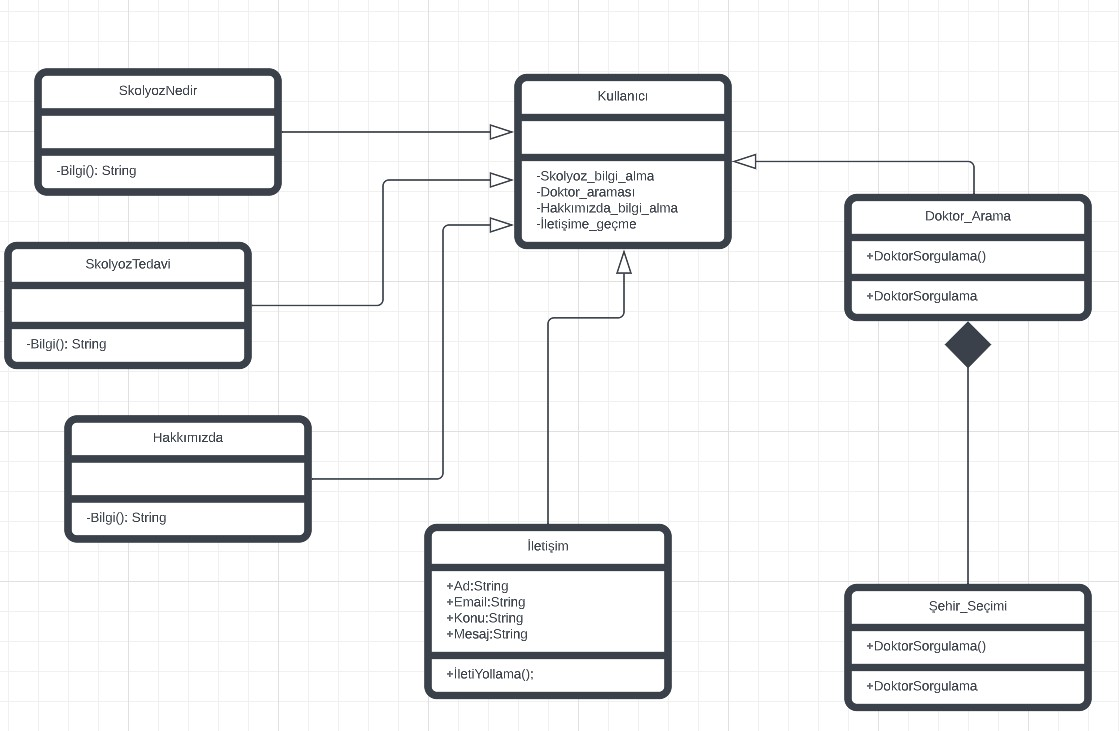 SkolyozNedir
-Bilgi(): String
Kullanıcı
-Skolyoz_bilgi_alma
-Doktor_araması
-Hakkımızda_bilgi_alma
-İletişime_geçme
Doktor_Arama
+DoktorSorgulama()
+DoktorSorgulama
SkolyozTedavi
-Bilgi(): String
Hakkımızda
-Bilgi(): String
İletişim
+Ad:String
+Email:String
+Konu:String
+Mesaj:String
+İletiYollama();
Şehir_Seçimi
+DoktorSorgulama()
+DoktorSorgulama